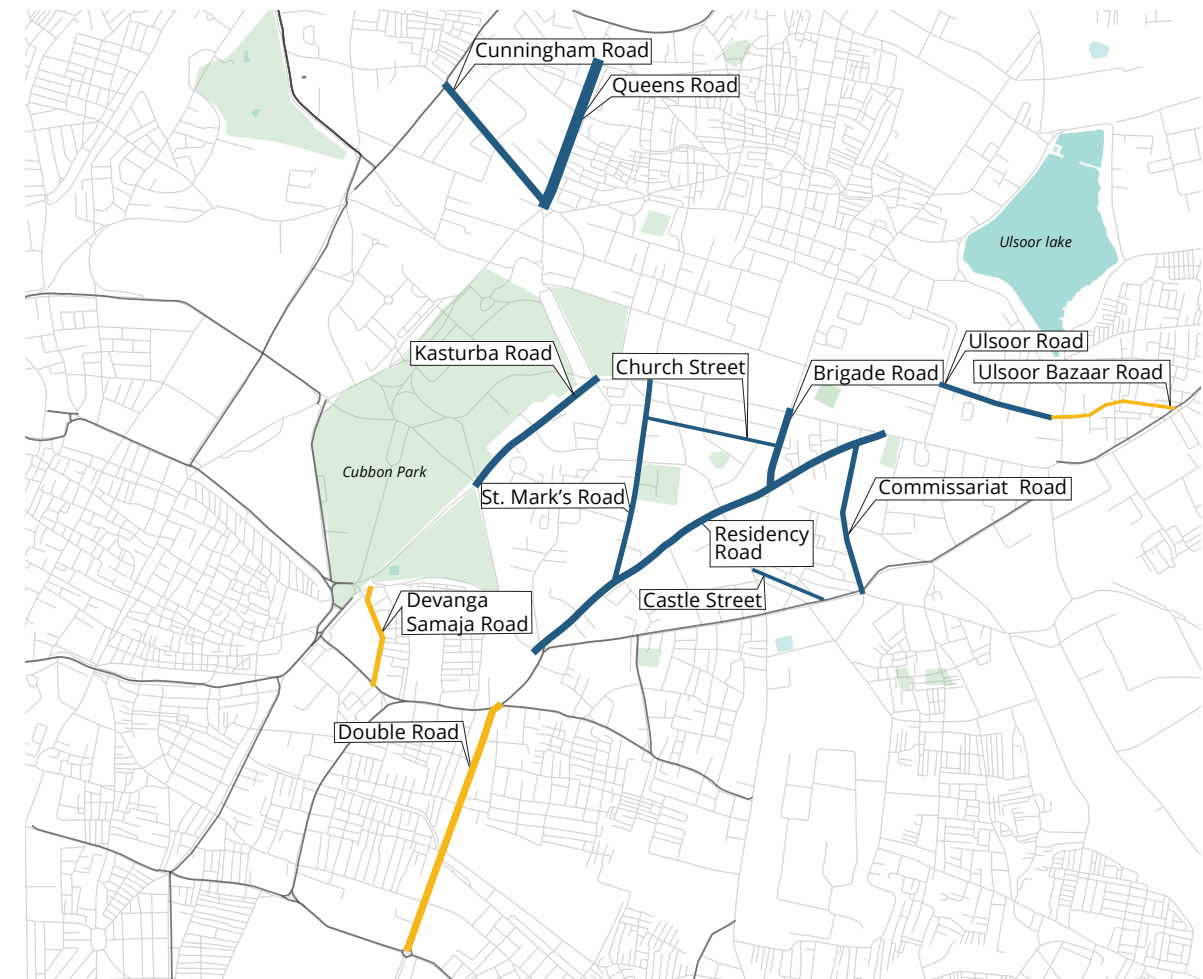 Cunningham Road
Queens Road
Ulsoor lake
Ulsoor Road
Kasturba Road
Church Street
Brigade Road
Ulsoor Bazaar Road
Cubbon Park
St. Mark’s Road
Commissariat  Road
Residency
Road
Castle Street
Devanga
Samaja Road
Double Road